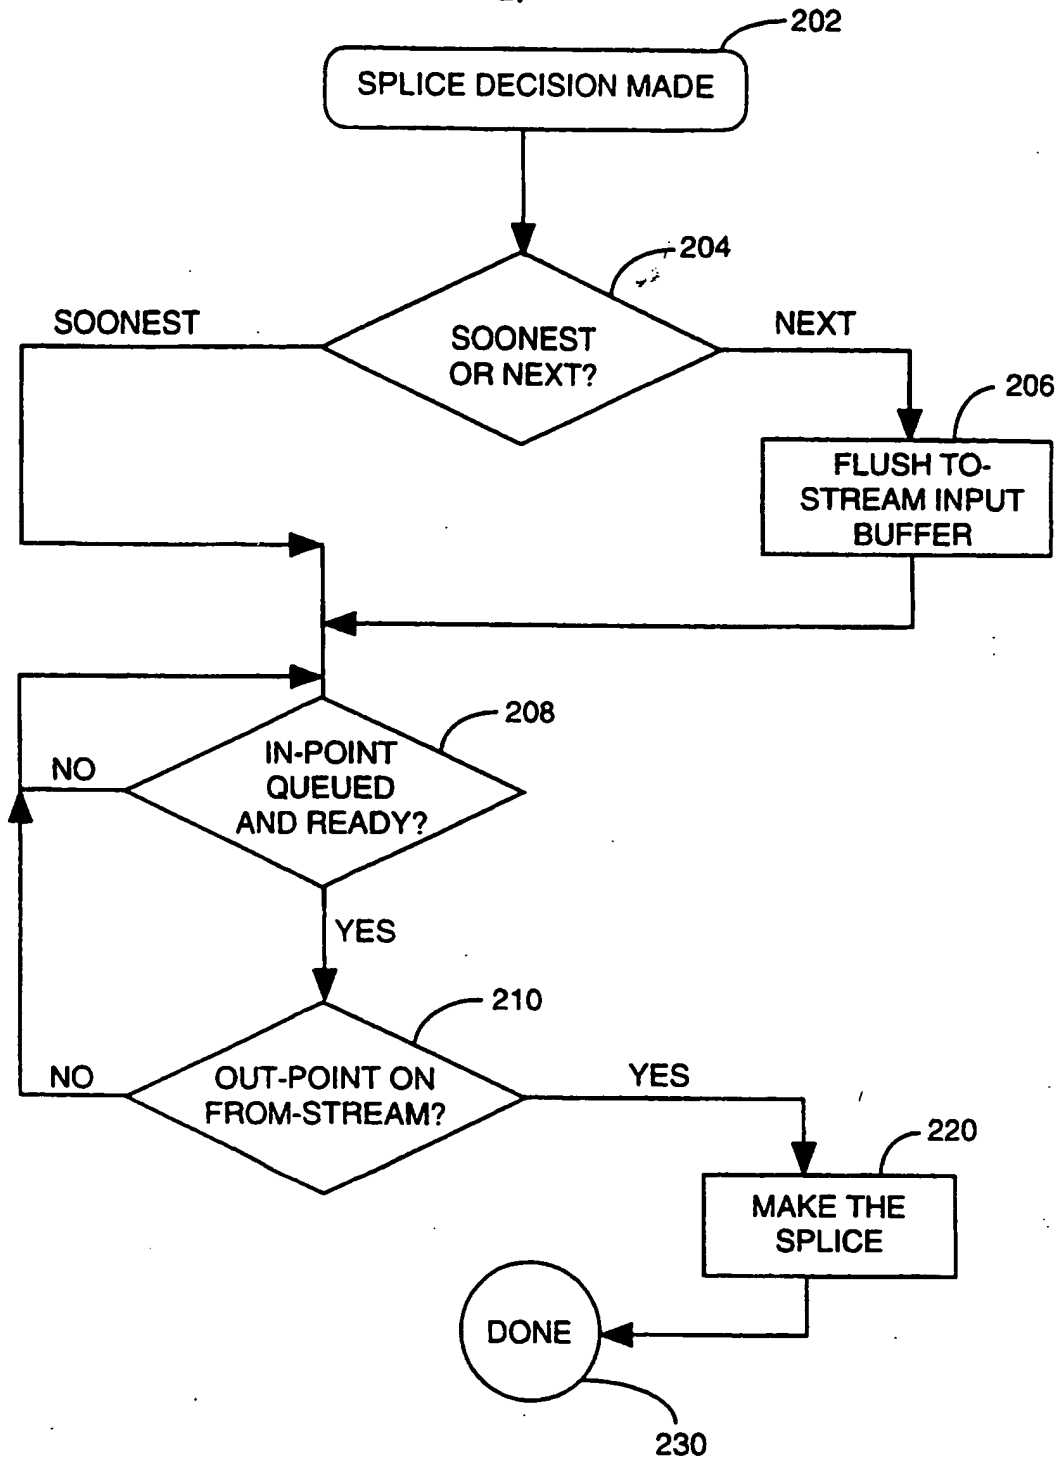 202
SPLICE DECISION MADE
204
SOONEST
NEXT
SOONEST
OR NEXT?
206
FLUSH TO-
STREAM INPUT
BUFFER
208
IN-POINT
QUEUED
AND READY?
NO
YES
210
OUT-POINT ON
FROM-STREAM?
NO
YES
220
MAKE THE
SPLICE
DONE
230